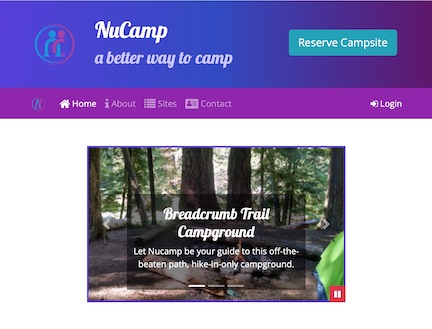 NuCamp
a better way to camp
Reserve Campsite
Home About Sites Contact Login
Breadcrumb Trail
Campground
Let Nucamp be your guide to this off-the-
beaten path, hike-in-only campground.